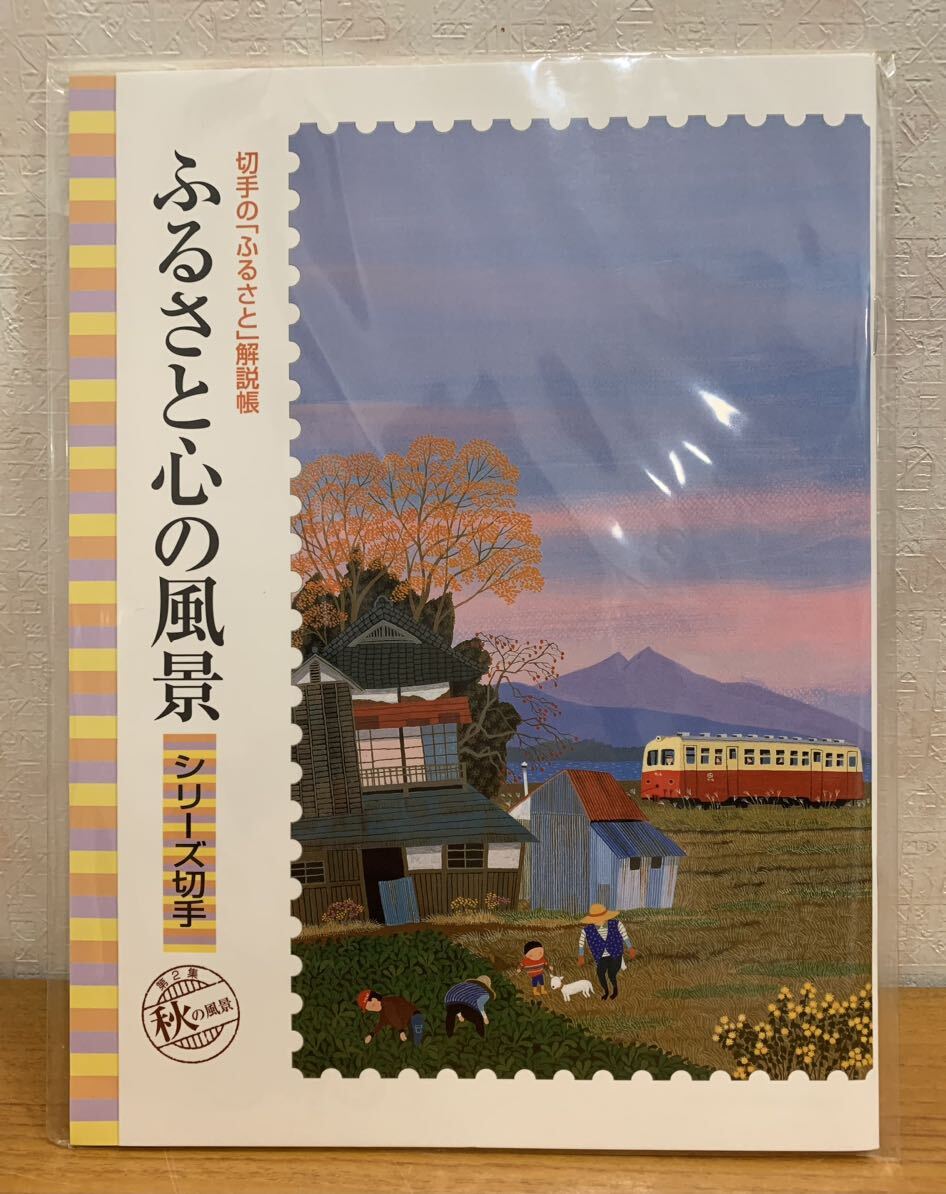 切手の「ふるさと」解説帳
ふるさと心の風景
シリーズ切手
第2集
秋の風景